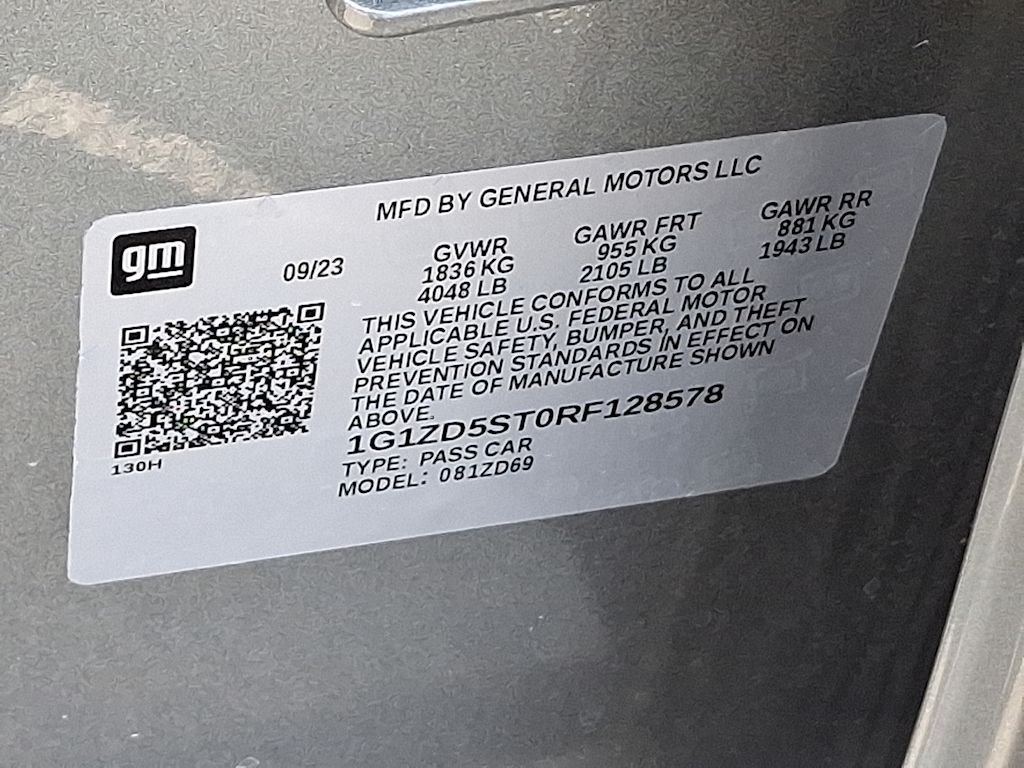 MFD BY GENERAL MOTORS LLC
gm
09/23
GVWR
1836 KG
4048 LB
GAWR FRT
955 KG
2105 LB
GAWR RR
881 KG
1943 LB
THIS VEHICLE CONFORMS TO ALL
APPLICABLE U.S. FEDERAL MOTOR
VEHICLE SAFETY, BUMPER, AND THEFT
PREVENTION STANDARDS IN EFFECT ON
THE DATE OF MANUFACTURE SHOWN
ABOVE.
1G1ZD5ST0RF128578
TYPE: PASS CAR
MODEL: 081ZD69
130H